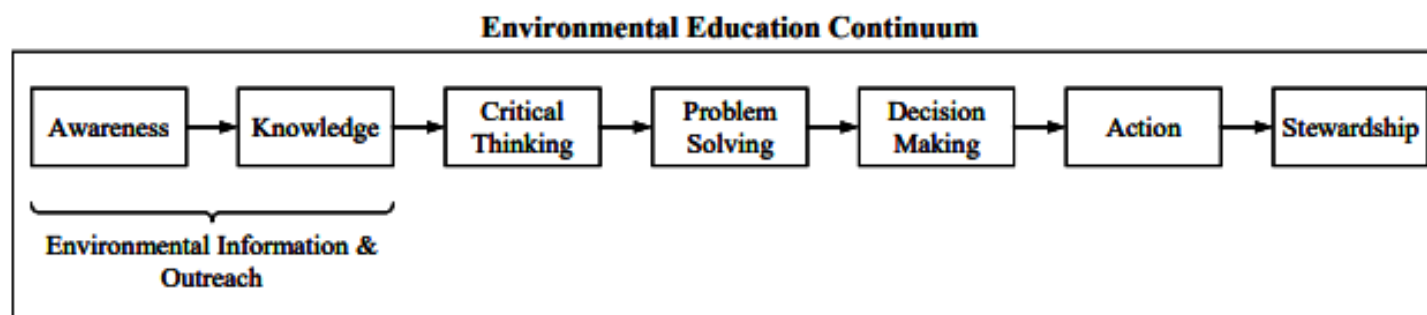 Environmental Education Continuum
Awareness
Knowledge
Critical
Thinking
Problem
Solving
Decision
Making
Action
Stewardship
Environmental Information &
Outreach